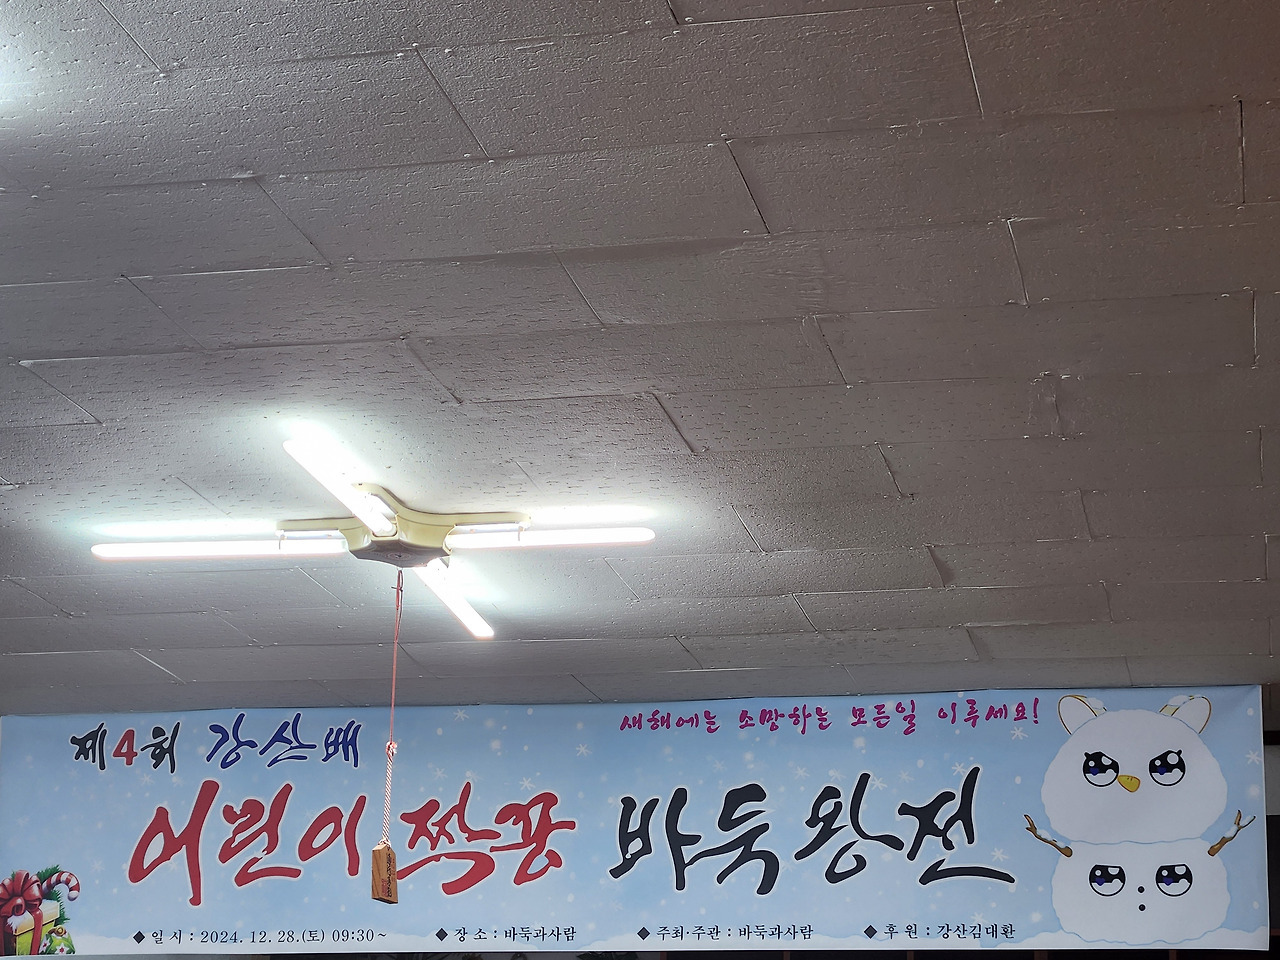 제4회 강산배
새해에는 소망하는 모든일 이루세요!
어린이 짝꿍 바둑왕전
◆ 일 시 : 2024. 12. 28.(토) 09:30~ ◆ 장 소 : 바둑과사람 ◆ 주최·주관 : 바둑과사람 ◆ 후 원 : 강산김대환